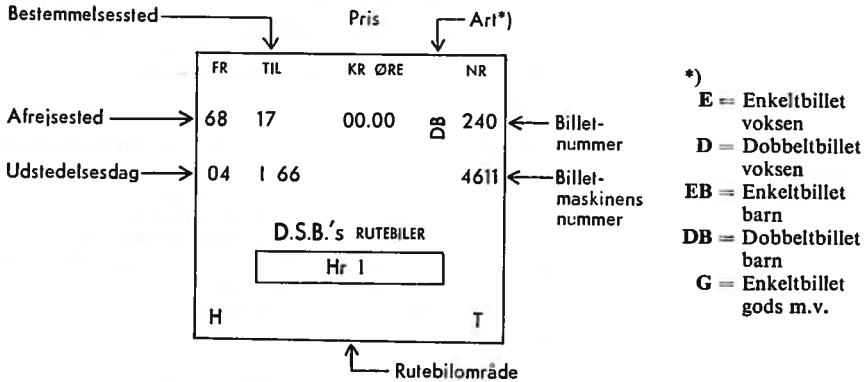 Bestemmelsessted
Pris
Art*)
FR TIL KR ØRE NR
Afrejsested
68 17 00.00 DB 240
Billet-
nummer
Udstedelsesdag
04 I 66 4611
Billet-
maskinens
nummer
D.S.B.'s RUTEBILER
Hr 1
H T
Rutebilområde
*)
E = Enkeltbillet
voksen
D = Dobbeltbillet
voksen
EB = Enkeltbillet
barn
DB = Dobbeltbillet
barn
G = Enkeltbillet
gods m.v.